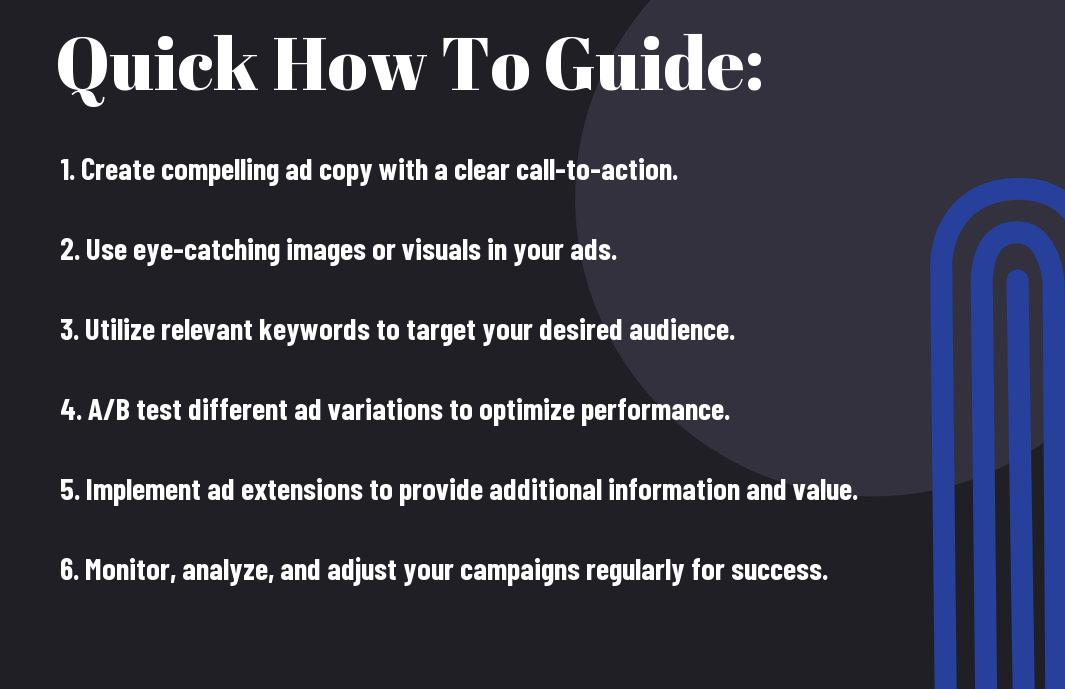 Quick How To Guide:
1. Create compelling ad copy with a clear call-to-action.
2. Use eye-catching images or visuals in your ads.
3. Utilize relevant keywords to target your desired audience.
4. A/B test different ad variations to optimize performance.
5. Implement ad extensions to provide additional information and value.
6. Monitor, analyze, and adjust your campaigns regularly for success.